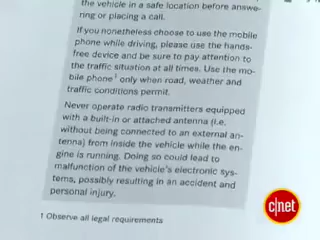 the vehicle in a safe location before answe-
ring or placing a call.
If you nonetheless choose to use the mobile
phone while driving, please use the hands-
free device and be sure to pay attention to
the traffic situation at all times. Use the mo-
bile phone1 only when road, weather and
traffic conditions permit.
Never operate radio transmitters equipped
with a built-in or attached antenna (i.e.
without being connected to an external an-
tenna) from inside the vehicle while the en-
gine is running. Doing so could lead to
malfunction of the vehicle's electronic sys-
tems, possibly resulting in an accident and
personal injury.
1 Observe all legal requirements
c|net